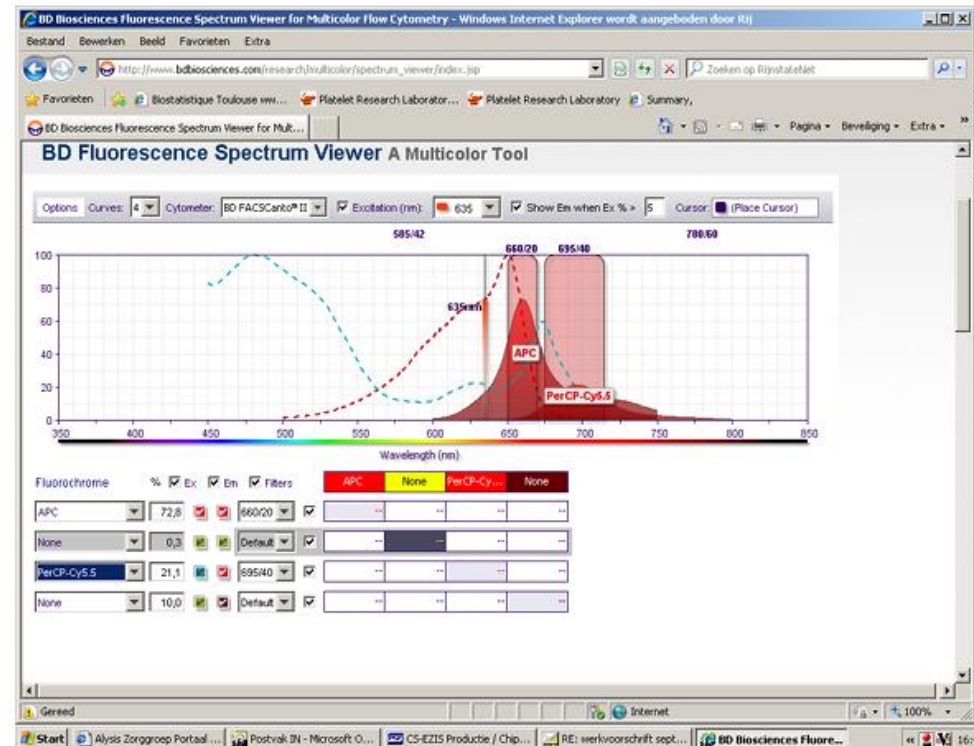 BD Biosciences Fluorescence Spectrum Viewer for Multicolor Flow Cytometry - Windows Internet Explorer wordt aangeboden door Rij
Bestand Bewerken Beeld Favorieten Extra
http://www.bdbiosciences.com/research/multicolor/spectrum_viewer/index.jsp Zoeken op RijnstateNet
Favorieten Biostatistique Toulouse ww... Platelet Research Laborator... Platelet Research Laboratory Summary,
BD Biosciences Fluorescence Spectrum Viewer for Mult... Pagina Beveiliging Extra
BD Fluorescence Spectrum Viewer A Multicolor Tool
Options Curves: 4 Cytometer: BD FACSCanto® II Excitation (nm): 635 Show Em when Ex % > 5 Cursor: (Place Cursor)
585/42 780/60
660/20 695/40
100
80
635nm
60
40
APC
20
PerCP-Cy5.5
0
350 400 450 500 550 600 650 700 750 800 850
Wavelength (nm)
Fluorochrome % Ex Em Filters APC None PerCP-Cy... None
APC 72,8 660/20 -- -- -- --
None 0,3 Default -- -- -- --
PerCP-Cy5.5 21,1 695/40 -- -- -- --
None 10,0 Default -- -- -- --
Gereed Internet 100%
Start Alysis Zorggroep Portaal ... Postvak IN - Microsoft O... CS-EZIS Productie / Chip... RE: werkvoorschrift sept... BD Biosciences Fluore... 16: